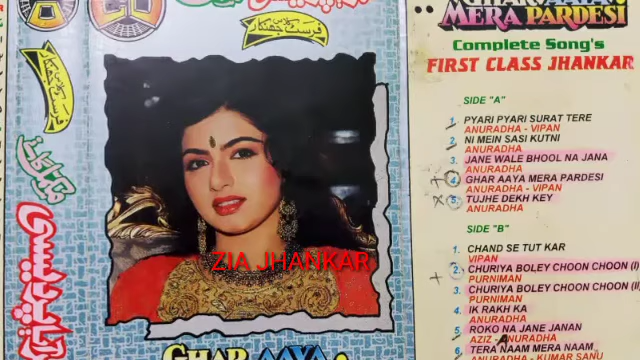 GHAR AAYA
MERA PARDESI
Complete Song's
FIRST CLASS JHANKAR
SIDE "A"
1. PYARI PYARI SURAT TERE
ANURADHA - VIPAN
2. NI MEIN SASI KUTNI
ANURADHA
3. JANE WALE BHOOL NA JANA
ANURADHA
4. GHAR AAYA MERA PARDESI
ANURADHA - VIPAN
5. TUJHE DEKH KEY
ANURADHA
SIDE "B"
1. CHAND SE TUT KAR
VIPAN
2. CHURIYA BOLEY CHOON CHOON (I)
PURNIMAN
3. CHURIYA BOLEY CHOON CHOON (II)
PURNIMAN
4. IK RAKH KA
ANURADHA
5. ROKO NA JANE JANAN
AZIZ - ANURADHA
TERA NAAM MERA NAAM
ANURADHA - KUMAR SANU
فرسٹ کلاس جھنکار
ZIA JHANKAR
GHAR AAYA